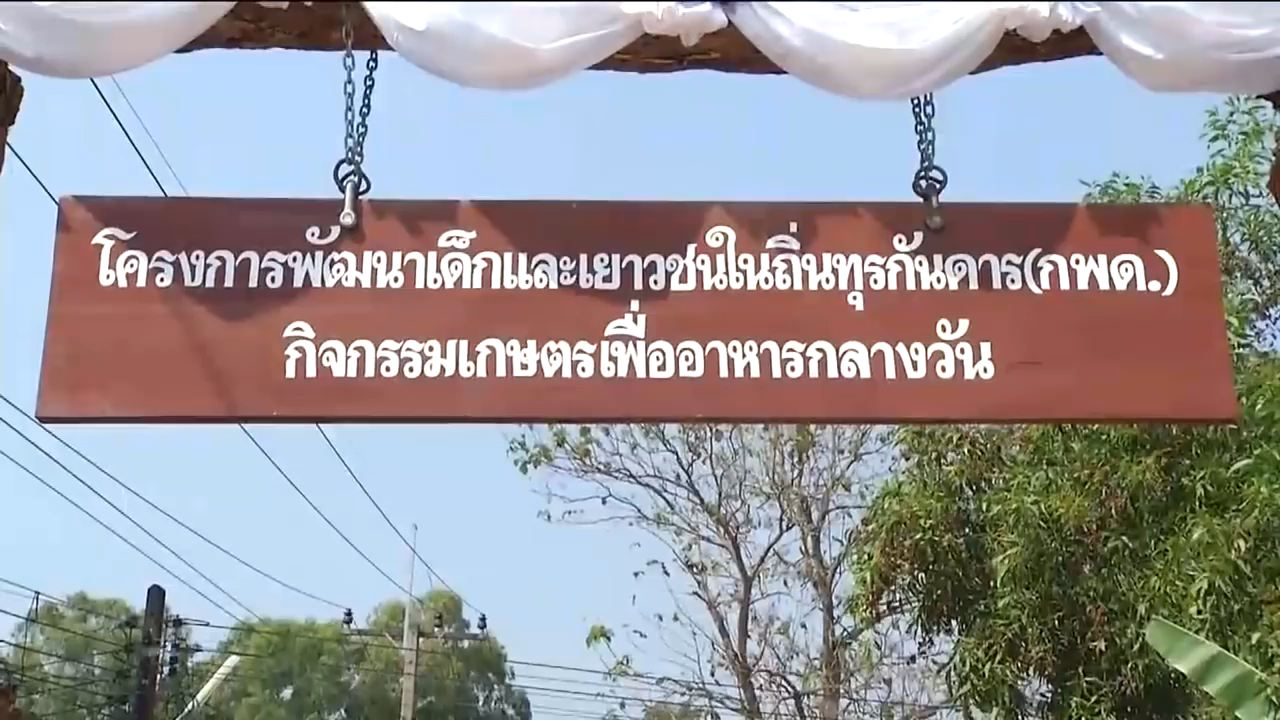 โครงการพัฒนาเด็กและเยาวชนในถิ่นทุรกันดาร(กพด.)
กิจกรรมเกษตรเพื่ออาหารกลางวัน